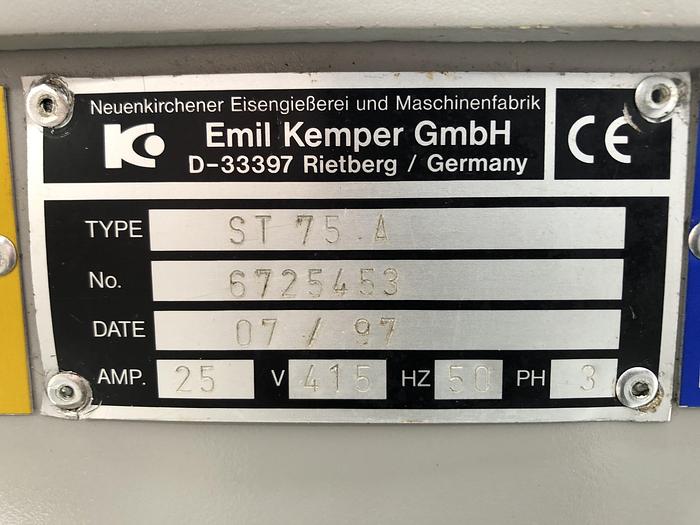 Neuenkirchener Eisengießerei und Maschinenfabrik
Emil Kemper GmbH
D-33397 Rietberg / Germany
CE
TYPE ST 75 A
No. 6725453
DATE 07 / 97
AMP. 25 V 415 HZ 50 PH 3